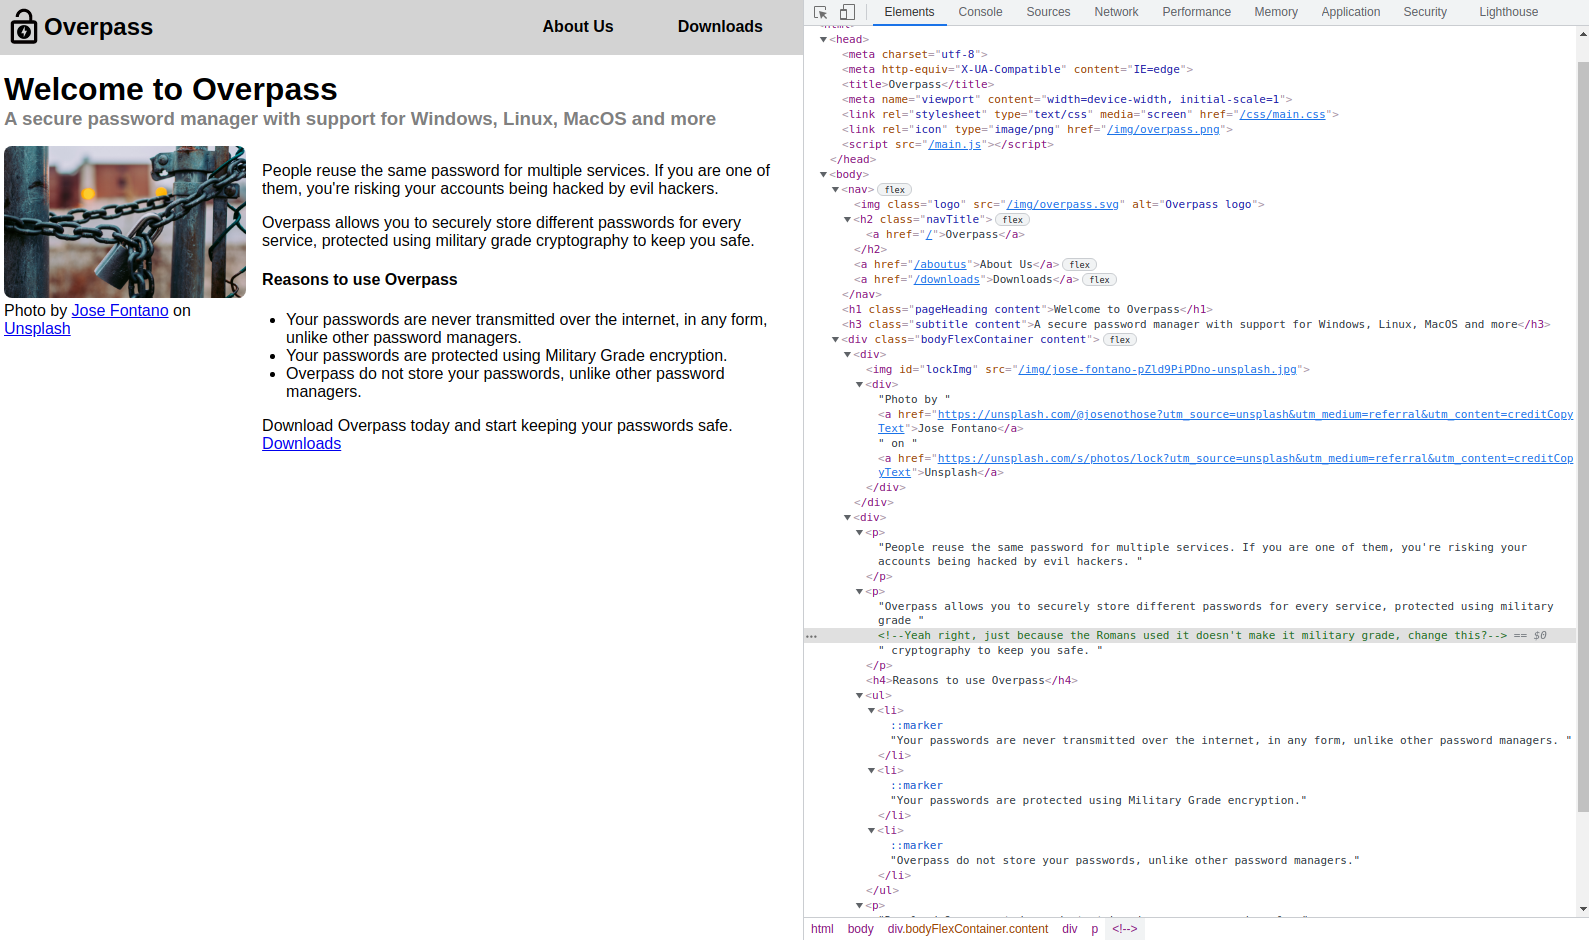 Overpass
About Us
Downloads
Welcome to Overpass
A secure password manager with support for Windows, Linux, MacOS and more
Photo by Jose Fontano on
Unsplash
People reuse the same password for multiple services. If you are one of
them, you're risking your accounts being hacked by evil hackers.
Overpass allows you to securely store different passwords for every
service, protected using military grade cryptography to keep you safe.
Reasons to use Overpass
• Your passwords are never transmitted over the internet, in any form,
unlike other password managers.
• Your passwords are protected using Military Grade encryption.
• Overpass do not store your passwords, unlike other password
managers.
Download Overpass today and start keeping your passwords safe.
Downloads
Elements Console Sources Network Performance Memory Application Security Lighthouse
<head>
<meta charset="utf-8">
<meta http-equiv="X-UA-Compatible" content="IE=edge">
<title>Overpass</title>
<meta name="viewport" content="width=device-width, initial-scale=1">
<link rel="stylesheet" type="text/css" media="screen" href="/css/main.css">
<link rel="icon" type="image/png" href="/img/overpass.png">
<script src="/main.js"></script>
</head>
<body>
<nav> flex
<img class="logo" src="/img/overpass.svg" alt="Overpass logo">
<h2 class="navTitle"> flex
<a href="/">Overpass</a>
</h2>
<a href="/aboutus">About Us</a> flex
<a href="/downloads">Downloads</a> flex
</nav>
<h1 class="pageHeading content">Welcome to Overpass</h1>
<h3 class="subtitle content">A secure password manager with support for Windows, Linux, MacOS and more</h3>
<div class="bodyFlexContainer content"> flex
<div>
<img id="lockImg" src="/img/jose-fontano-pZld9PiPDno-unsplash.jpg">
<div>
"Photo by "
<a href="https://unsplash.com/@josenothose?utm_source=unsplash&utm_medium=referral&utm_content=creditCopy
Text">Jose Fontano</a>
" on "
<a href="https://unsplash.com/s/photos/lock?utm_source=unsplash&utm_medium=referral&utm_content=creditCop
yText">Unsplash</a>
</div>
</div>
<div>
<p>
"People reuse the same password for multiple services. If you are one of them, you're risking your
accounts being hacked by evil hackers. "
</p>
<p>
"Overpass allows you to securely store different passwords for every service, protected using military
grade "
... <!--Yeah right, just because the Romans used it doesn't make it military grade, change this?--> == $0
" cryptography to keep you safe. "
</p>
<h4>Reasons to use Overpass</h4>
<ul>
<li>
::marker
"Your passwords are never transmitted over the internet, in any form, unlike other password managers. "
</li>
<li>
::marker
"Your passwords are protected using Military Grade encryption."
</li>
<li>
::marker
"Overpass do not store your passwords, unlike other password managers."
</li>
</ul>
<p>
html body div.bodyFlexContainer.content div p <!-->